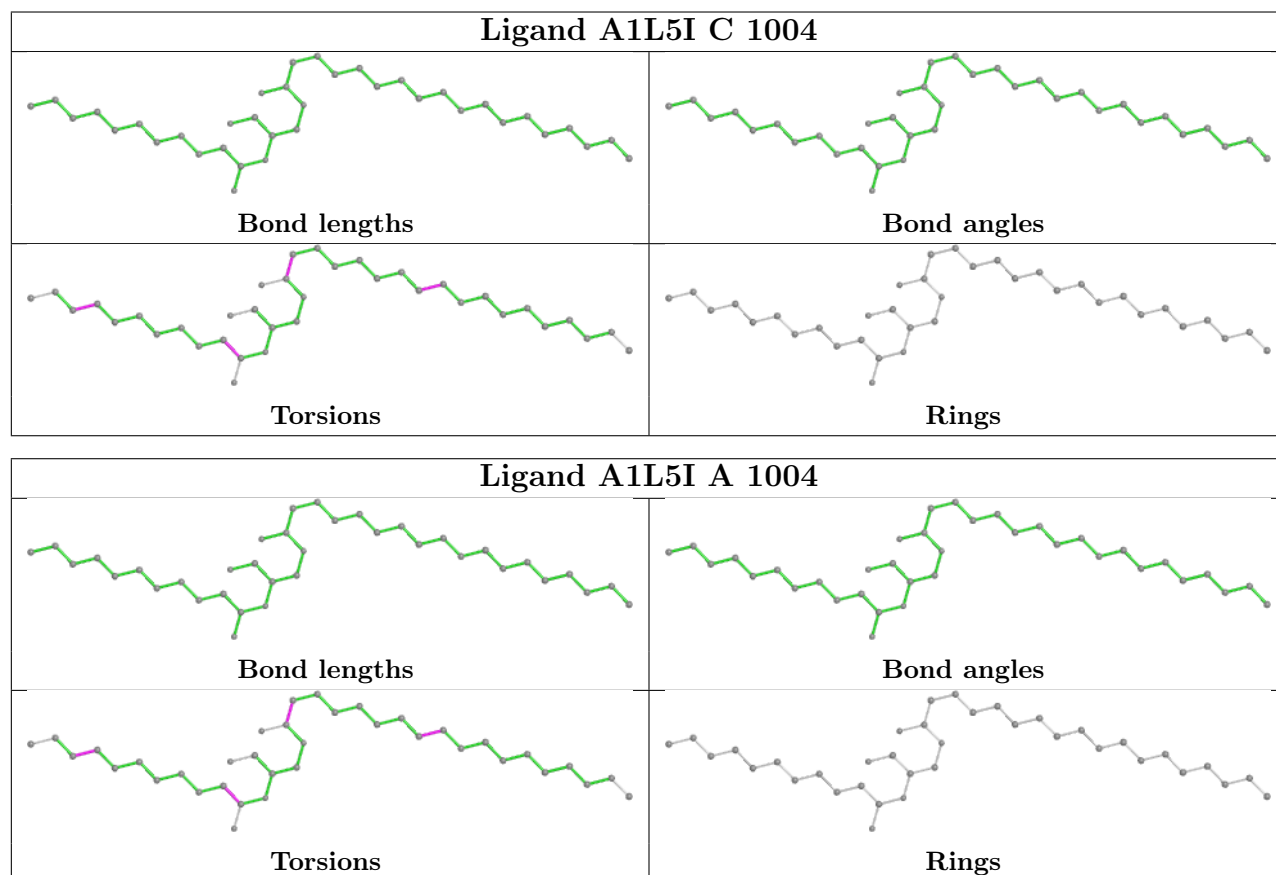 Ligand A1L5I C 1004
Bond lengths
Bond angles
Torsions
Rings
Ligand A1L5I A 1004
Bond lengths
Bond angles
Torsions
Rings